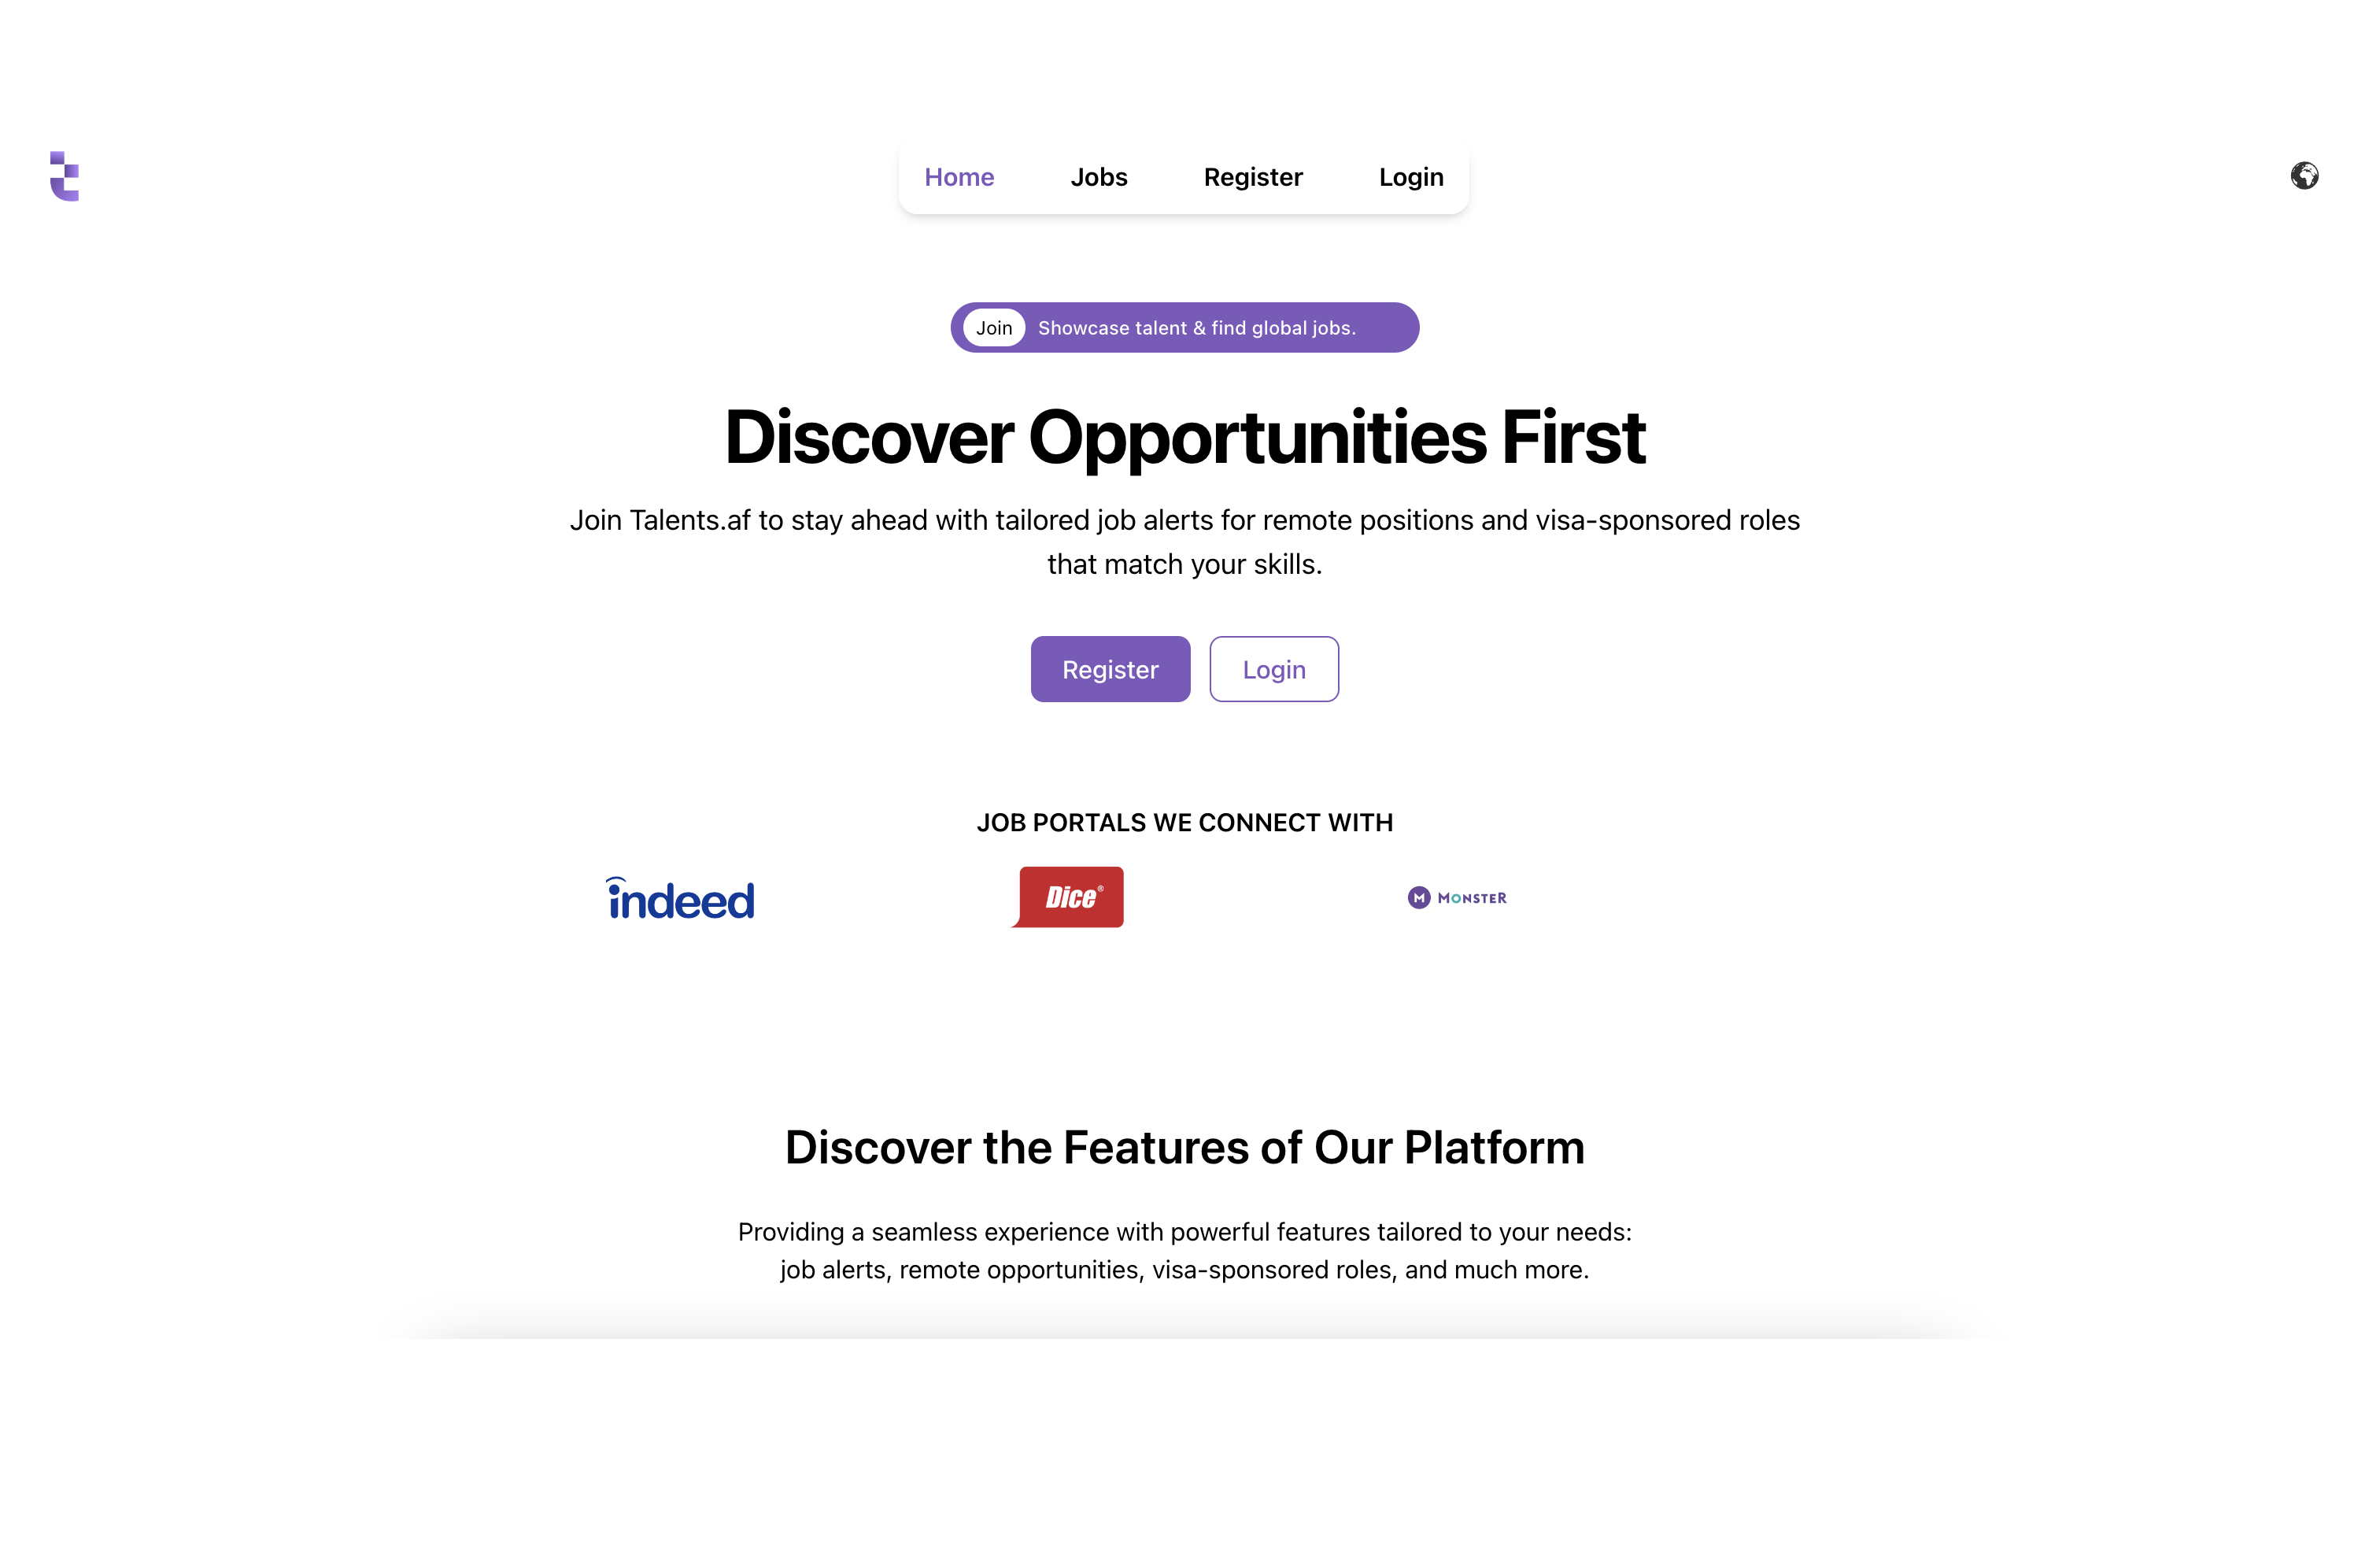 Home Jobs Register Login
Join Showcase talent & find global jobs.
Discover Opportunities First
Join Talents.af to stay ahead with tailored job alerts for remote positions and visa-sponsored roles
that match your skills.
Register Login
JOB PORTALS WE CONNECT WITH
indeed Dice® M MONSTER
Discover the Features of Our Platform
Providing a seamless experience with powerful features tailored to your needs:
job alerts, remote opportunities, visa-sponsored roles, and much more.